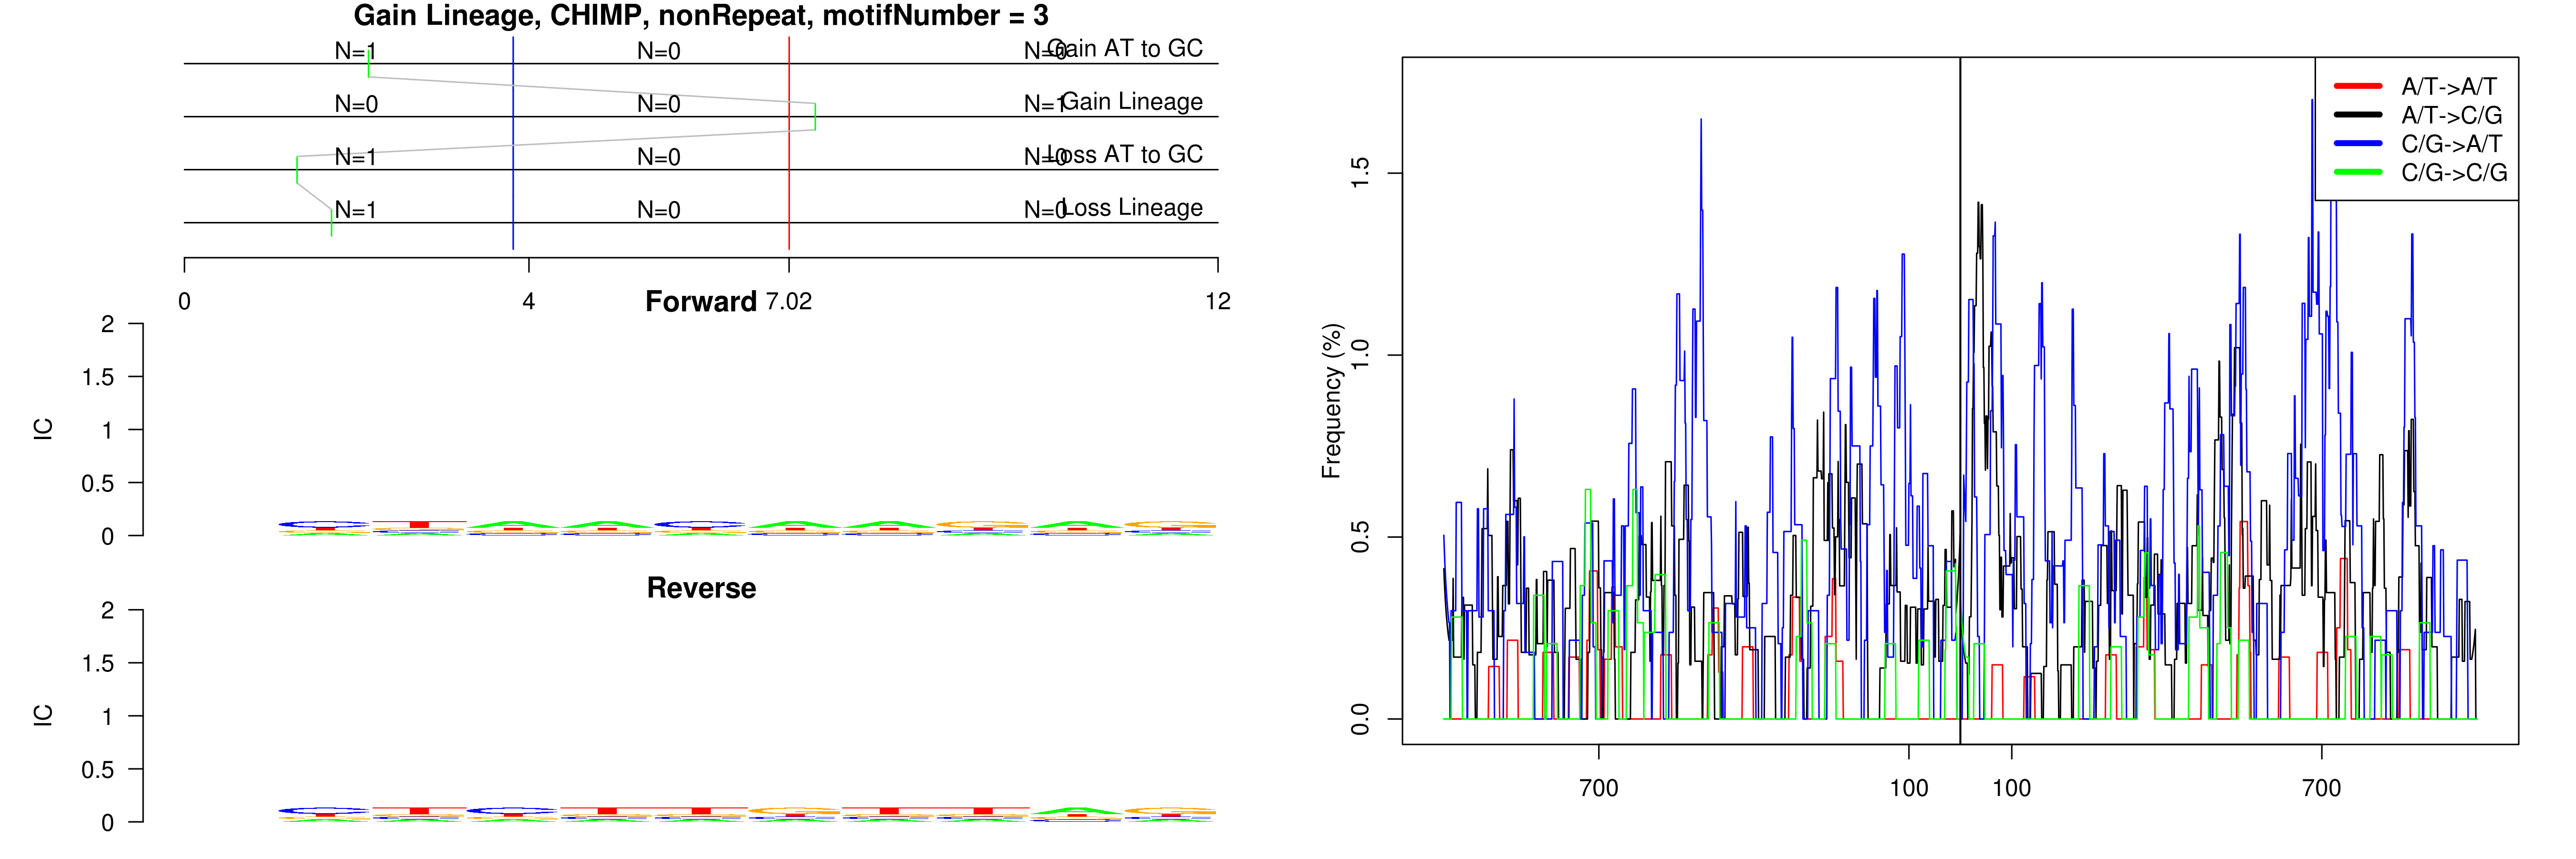 Gain Lineage, CHIMP, nonRepeat, motifNumber = 3
N=1 N=0 N=0 Gain AT to GC
N=0 N=0 N=1 Gain Lineage
N=1 N=0 N=0 Loss AT to GC
N=1 N=0 N=0 Loss Lineage
0 4 7.02 12
Forward
2
1.5
1
0.5
0
IC
C T A A C A A G A G
Reverse
2
1.5
1
0.5
0
IC
C T C T T G T T A G
A/T->A/T
A/T->C/G
C/G->A/T
C/G->C/G
1.5
1.0
0.5
0.0
Frequency (%)
700 100 100 700